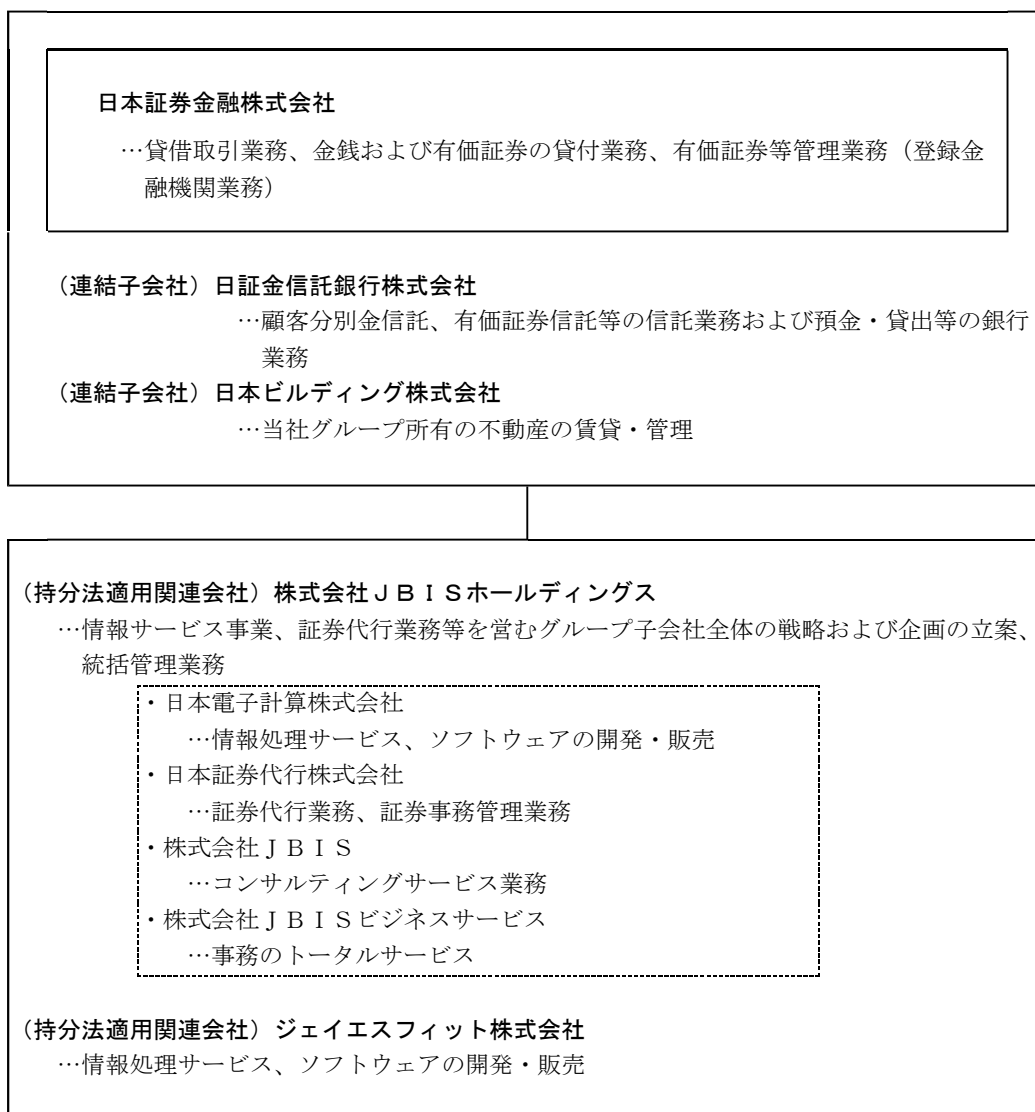 日本証券金融株式会社
…貸借取引業務、金銭および有価証券の貸付業務、有価証券等管理業務（登録金
融機関業務）
（連結子会社）日証金信託銀行株式会社
…顧客分別金信託、有価証券信託等の信託業務および預金・貸出等の銀行
業務
（連結子会社）日本ビルディング株式会社
…当社グループ所有の不動産の賃貸・管理
（持分法適用関連会社）株式会社ＪＢＩＳホールディングス
…情報サービス事業、証券代行業務等を営むグループ子会社全体の戦略および企画の立案、
統括管理業務
・日本電子計算株式会社
…情報処理サービス、ソフトウェアの開発・販売
・日本証券代行株式会社
…証券代行業務、証券事務管理業務
・株式会社ＪＢＩＳ
…コンサルティングサービス業務
・株式会社ＪＢＩＳビジネスサービス
…事務のトータルサービス
（持分法適用関連会社）ジェイエスフィット株式会社
…情報処理サービス、ソフトウェアの開発・販売